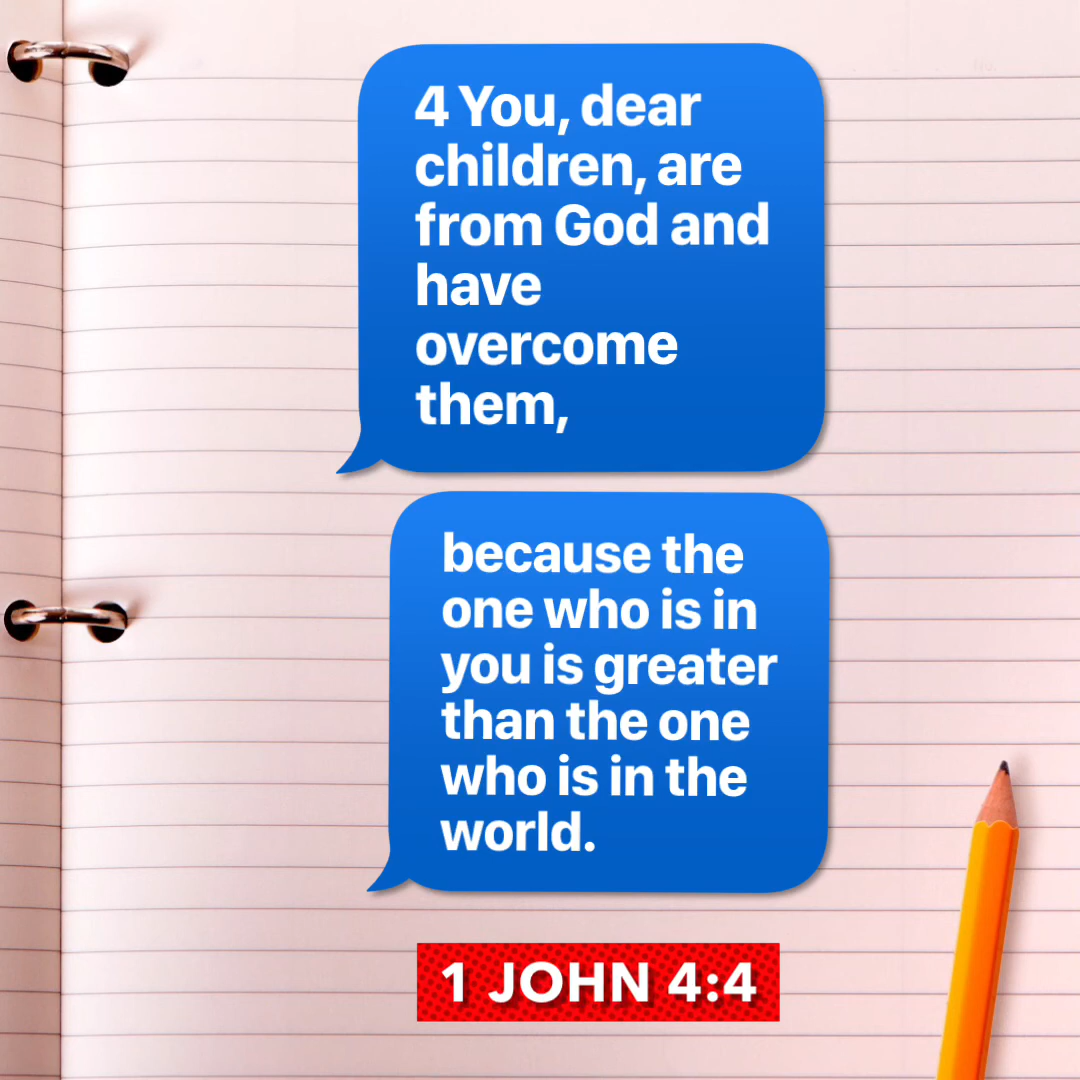 4 You, dear
children, are
from God and
have
overcome
them,
because the
one who is in
you is greater
than the one
who is in the
world.
1 JOHN 4:4